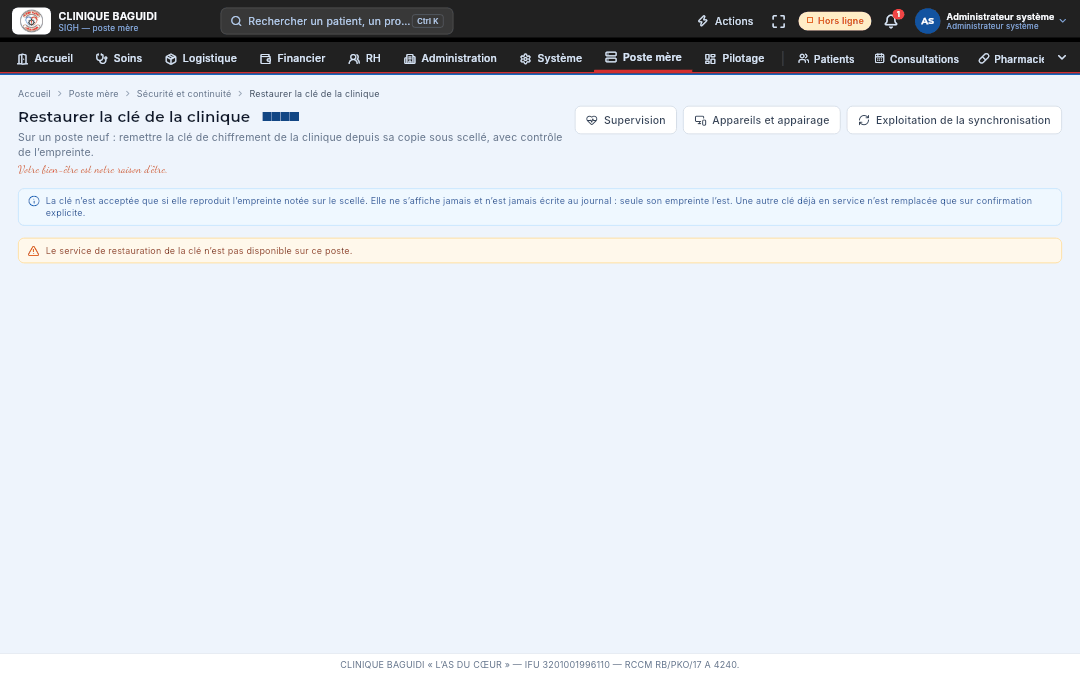 CLINIQUE BAGUIDI
SIGH — poste mère
Rechercher un patient, un pro... Ctrl K
Actions
Hors ligne
1
AS
Administrateur système
Administrateur système
Accueil Soins Logistique Financier RH Administration Système Poste mère Pilotage Patients Consultations Pharmacie
Accueil > Poste mère > Sécurité et continuité > Restaurer la clé de la clinique
Restaurer la clé de la clinique
Sur un poste neuf : remettre la clé de chiffrement de la clinique depuis sa copie sous scellé, avec contrôle
de l’empreinte.
Votre bien-être est notre raison d'être.
Supervision
Appareils et appairage
Exploitation de la synchronisation
La clé n’est acceptée que si elle reproduit l’empreinte notée sur le scellé. Elle ne s’affiche jamais et n’est jamais écrite au journal : seule son empreinte l’est. Une autre clé déjà en service n’est remplacée que sur confirmation
explicite.
Le service de restauration de la clé n’est pas disponible sur ce poste.
CLINIQUE BAGUIDI « L’AS DU CŒUR » — IFU 3201001996110 — RCCM RB/PKO/17 A 4240.